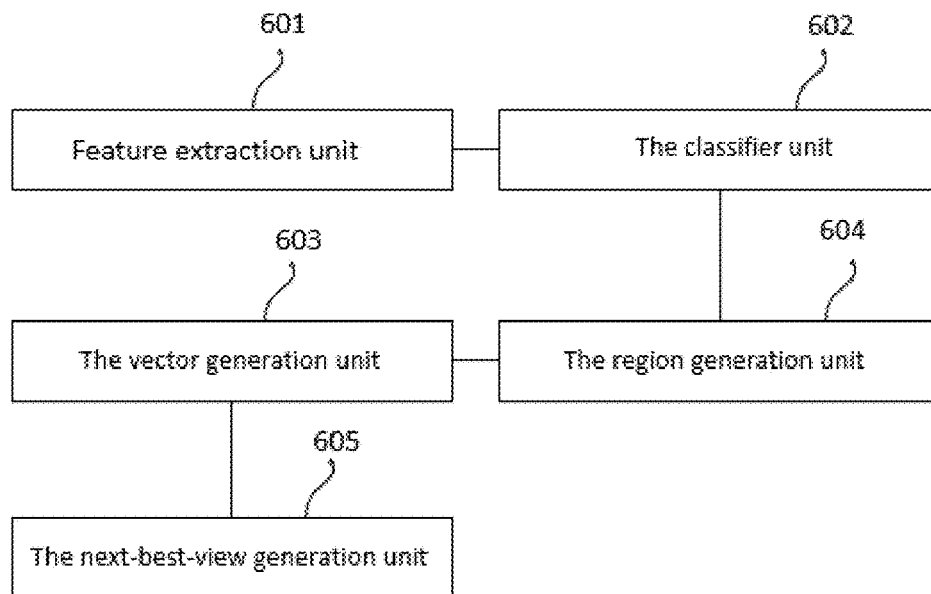 601
602
Feature extraction unit
The classifier unit
603
604
The vector generation unit
The region generation unit
605
The next-best-view generation unit